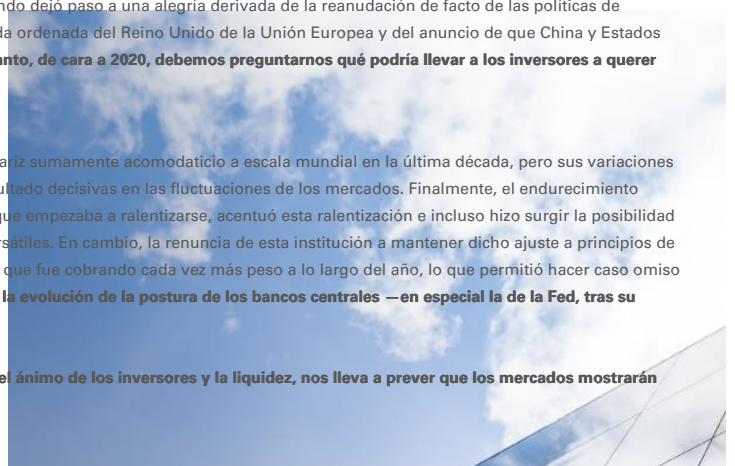 ndo dejó paso a una alegría derivada de la reanudación de facto de las políticas de
da ordenada del Reino Unido de la Unión Europea y del anuncio de que China y Estados
anto, de cara a 2020, debemos preguntarnos qué podría llevar a los inversores a querer
ariz sumamente acomodaticio a escala mundial en la última década, pero sus variaciones
ultado decisivas en las fluctuaciones de los mercados. Finalmente, el endurecimiento
que empezaba a ralentizarse, acentuó esta ralentización e incluso hizo surgir la posibilidad
rsátiles. En cambio, la renuncia de esta institución a mantener dicho ajuste a principios de
que fue cobrando cada vez más peso a lo largo del año, lo que permitió hacer caso omiso
la evolución de la postura de los bancos centrales —en especial la de la Fed, tras su
el ánimo de los inversores y la liquidez, nos lleva a prever que los mercados mostrarán